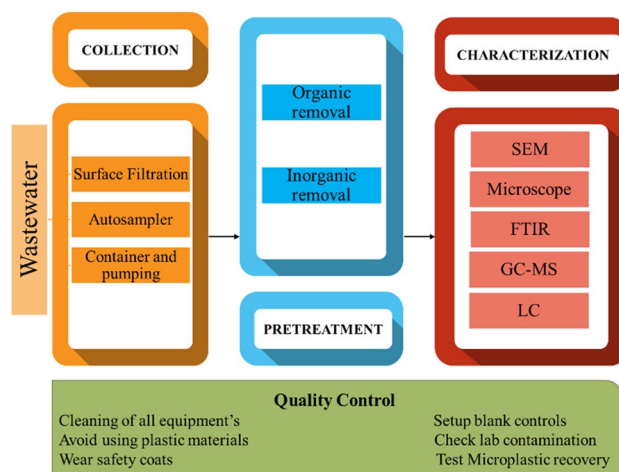 COLLECTION
Wastewater
Surface Filtration
Autosampler
Container and
pumping
Organic
removal
Inorganic
removal
PRETREATMENT
CHARACTERIZATION
SEM
Microscope
FTIR
GC-MS
LC
Quality Control
Cleaning of all equipment's
Avoid using plastic materials
Wear safety coats
Setup blank controls
Check lab contamination
Test Microplastic recovery